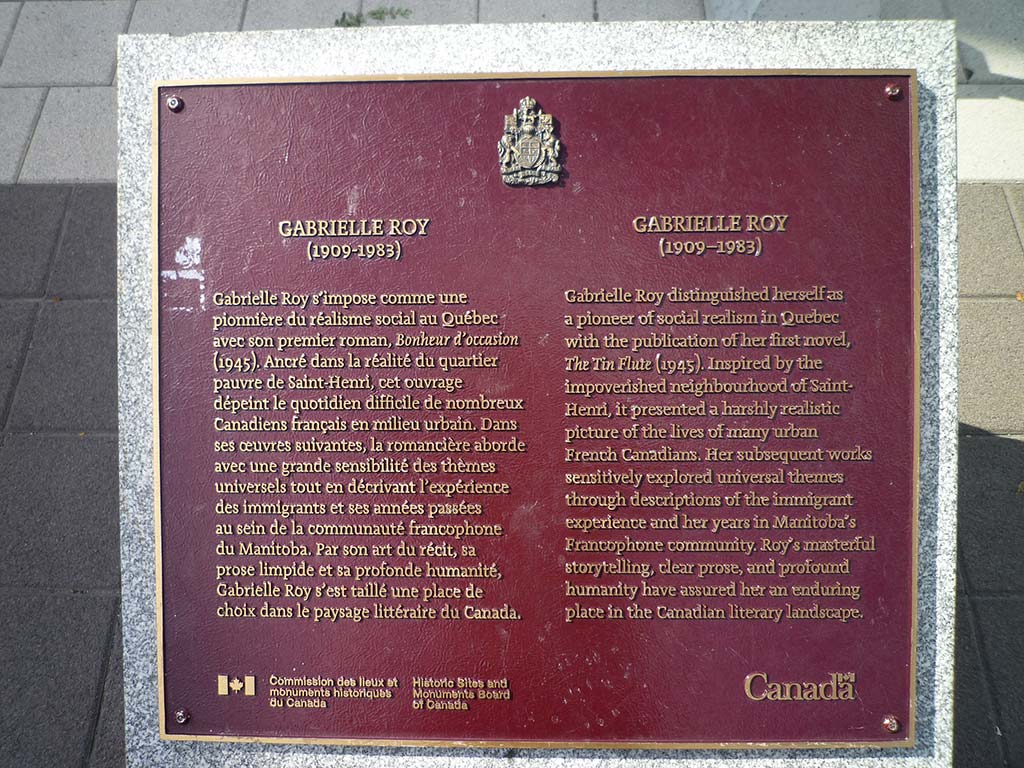 GABRIELLE ROY
(1909-1983)
Gabrielle Roy s'impose comme une
pionnière du réalisme social au Québec
avec son premier roman, Bonheur d'occasion
(1945). Ancré dans la réalité du quartier
pauvre de Saint-Henri, cet ouvrage
dépeint le quotidien difficile de nombreux
Canadiens français en milieu urbain. Dans
ses œuvres suivantes, la romancière aborde
avec une grande sensibilité des thèmes
universels tout en décrivant l'expérience
des immigrants et ses années passées
au sein de la communauté francophone
du Manitoba. Par son art du récit, sa
prose limpide et sa profonde humanité,
Gabrielle Roy s'est taillé une place de
choix dans le paysage littéraire du Canada.
GABRIELLE ROY
(1909–1983)
Gabrielle Roy distinguished herself as
a pioneer of social realism in Quebec
with the publication of her first novel,
The Tin Flute (1945). Inspired by the
impoverished neighbourhood of Saint-
Henri, it presented a harshly realistic
picture of the lives of many urban
French Canadians. Her subsequent works
sensitively explored universal themes
through descriptions of the immigrant
experience and her years in Manitoba's
Francophone community. Roy's masterful
storytelling, clear prose, and profound
humanity have assured her an enduring
place in the Canadian literary landscape.
Commission des lieux et
monuments historiques
du Canada
Historic Sites and
Monuments Board
of Canada
Canada